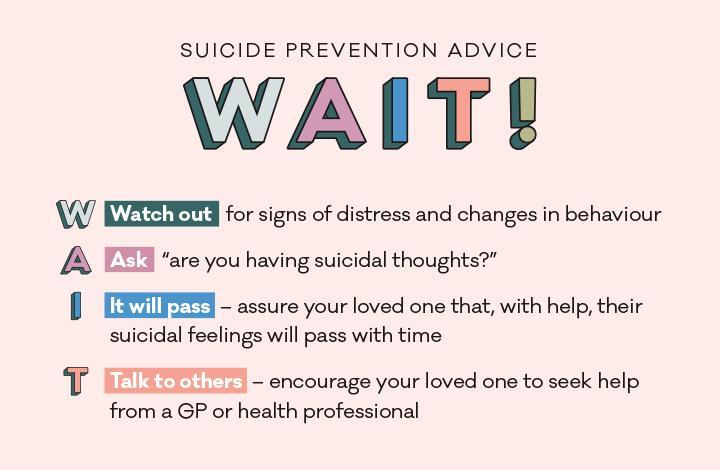 SUICIDE PREVENTION ADVICE
WAIT!
W Watch out for signs of distress and changes in behaviour
A Ask “are you having suicidal thoughts?”
I It will pass – assure your loved one that, with help, their
suicidal feelings will pass with time
T Talk to others – encourage your loved one to seek help
from a GP or health professional